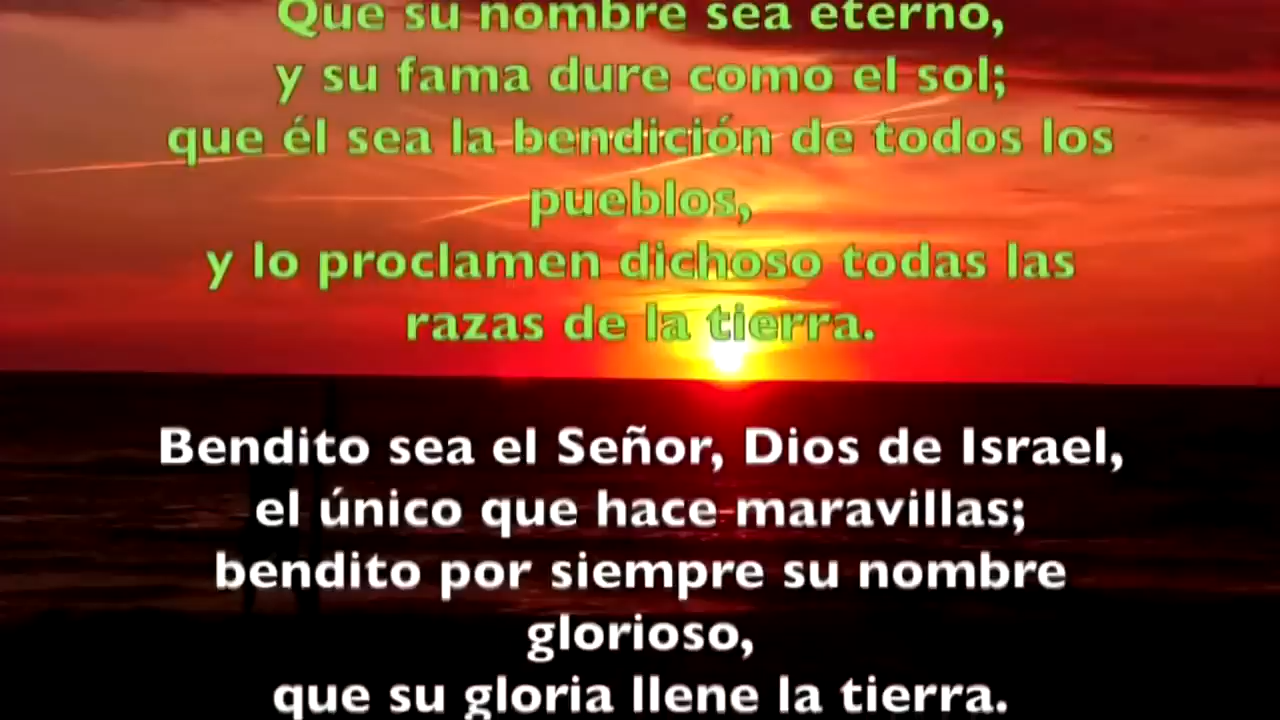 Que su nombre sea eterno,
y su fama dure como el sol;
que él sea la bendición de todos los
pueblos,
y lo proclamen dichoso todas las
razas de la tierra.
Bendito sea el Señor, Dios de Israel,
el único que hace maravillas;
bendito por siempre su nombre
glorioso,
que su gloria llene la tierra.